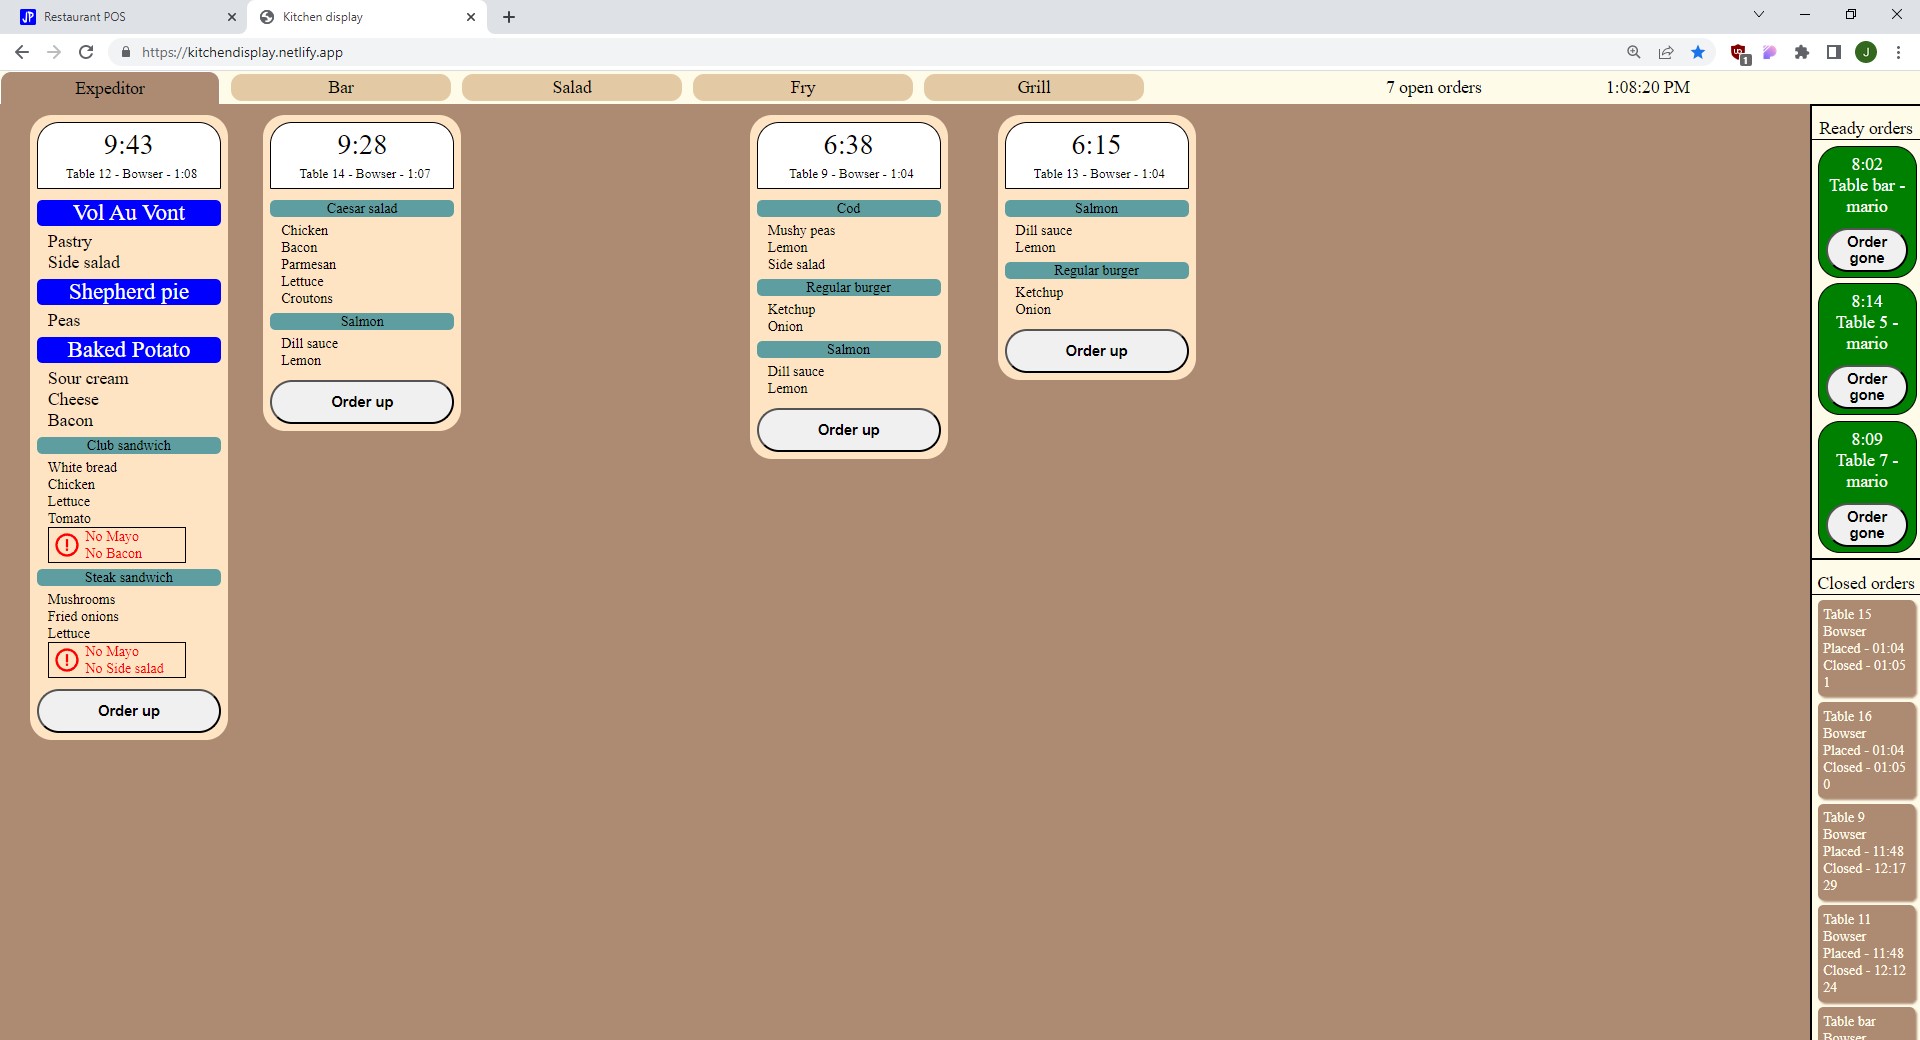 Restaurant POS
Kitchen display
https://kitchendisplay.netlify.app
1
J
Expeditor
Bar
Salad
Fry
Grill
7 open orders
1:08:20 PM
9:43
Table 12 - Bowser - 1:08
Vol Au Vont
Pastry
Side salad
Shepherd pie
Peas
Baked Potato
Sour cream
Cheese
Bacon
Club sandwich
White bread
Chicken
Lettuce
Tomato
No Mayo
No Bacon
Steak sandwich
Mushrooms
Fried onions
Lettuce
No Mayo
No Side salad
Order up
9:28
Table 14 - Bowser - 1:07
Caesar salad
Chicken
Bacon
Parmesan
Lettuce
Croutons
Salmon
Dill sauce
Lemon
Order up
6:38
Table 9 - Bowser - 1:04
Cod
Mushy peas
Lemon
Side salad
Regular burger
Ketchup
Onion
Salmon
Dill sauce
Lemon
Order up
6:15
Table 13 - Bowser - 1:04
Salmon
Dill sauce
Lemon
Regular burger
Ketchup
Onion
Order up
Ready orders
8:02
Table bar -
mario
Order
gone
8:14
Table 5 -
mario
Order
gone
8:09
Table 7 -
mario
Order
gone
Closed orders
Table 15
Bowser
Placed - 01:04
Closed - 01:05
1
Table 16
Bowser
Placed - 01:04
Closed - 01:05
0
Table 9
Bowser
Placed - 11:48
Closed - 12:17
29
Table 11
Bowser
Placed - 11:48
Closed - 12:12
24
Table bar
Bowser